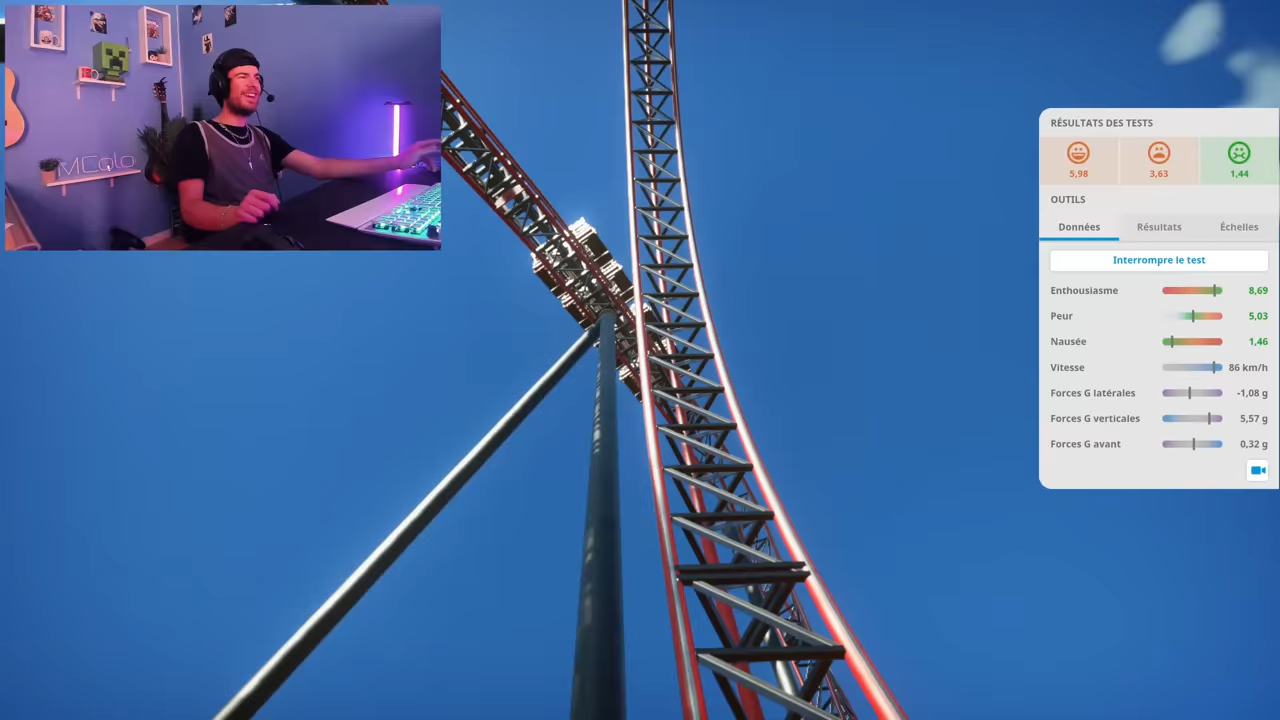 MCalo
RÉSULTATS DES TESTS
5,98 3,63 1,44
OUTILS
Données Résultats Échelles
Interrompre le test
Enthousiasme 8,69
Peur 5,03
Nausée 1,46
Vitesse 86 km/h
Forces G latérales -1,08 g
Forces G verticales 5,57 g
Forces G avant 0,32 g